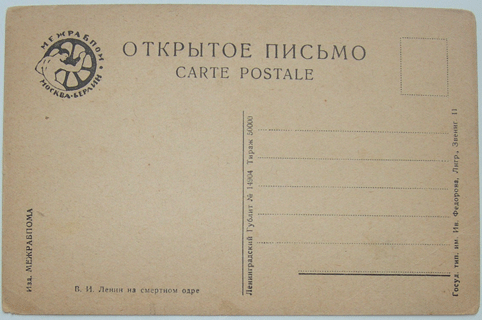 МЕЖРАБПОМ
МОСКВА-БЕРЛИН
ОТКРЫТОЕ ПИСЬМО
CARTE POSTALE
Изд. МЕЖРАБПОМА
В. И. Ленин на смертном одре
Ленинградский Гублит № 14804 Тираж 50000
Госуд. тип. им. Ив. Федорова, Лнгр., Звениг. 11